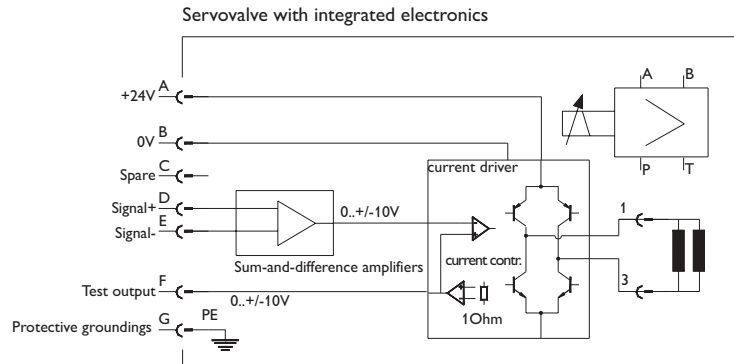 Servovalve with integrated electronics
+24V A
0V B
Spare C
Signal+ D
Signal- E
Test output F
Protective groundings G PE
0..+/-10V
Sum-and-difference amplifiers
0..+/-10V
current driver
current contr.
1Ohm
1
3
A B
P T